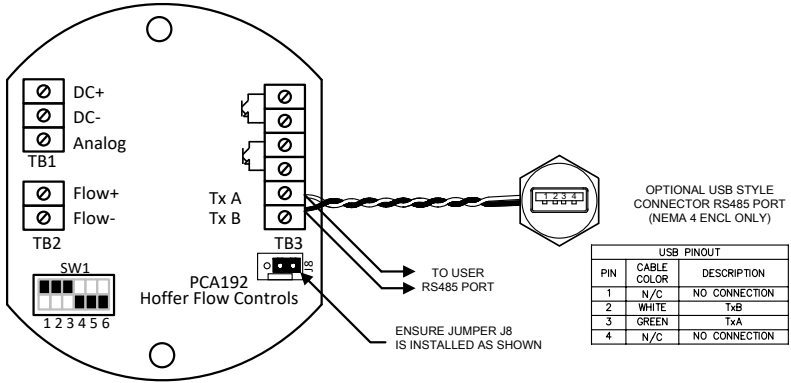 DC+
DC-
Analog
TB1
Flow+
Flow-
TB2
SW1
1 2 3 4 5 6
Tx A
Tx B
TB3
J8
PCA192
Hoffer Flow Controls
TO USER
RS485 PORT
ENSURE JUMPER J8
IS INSTALLED AS SHOWN
1 2 3 4
OPTIONAL USB STYLE
CONNECTOR RS485 PORT
(NEMA 4 ENCL ONLY)
USB PINOUT
PIN CABLE COLOR DESCRIPTION
1 N/C NO CONNECTION
2 WHITE TxB
3 GREEN TxA
4 N/C NO CONNECTION